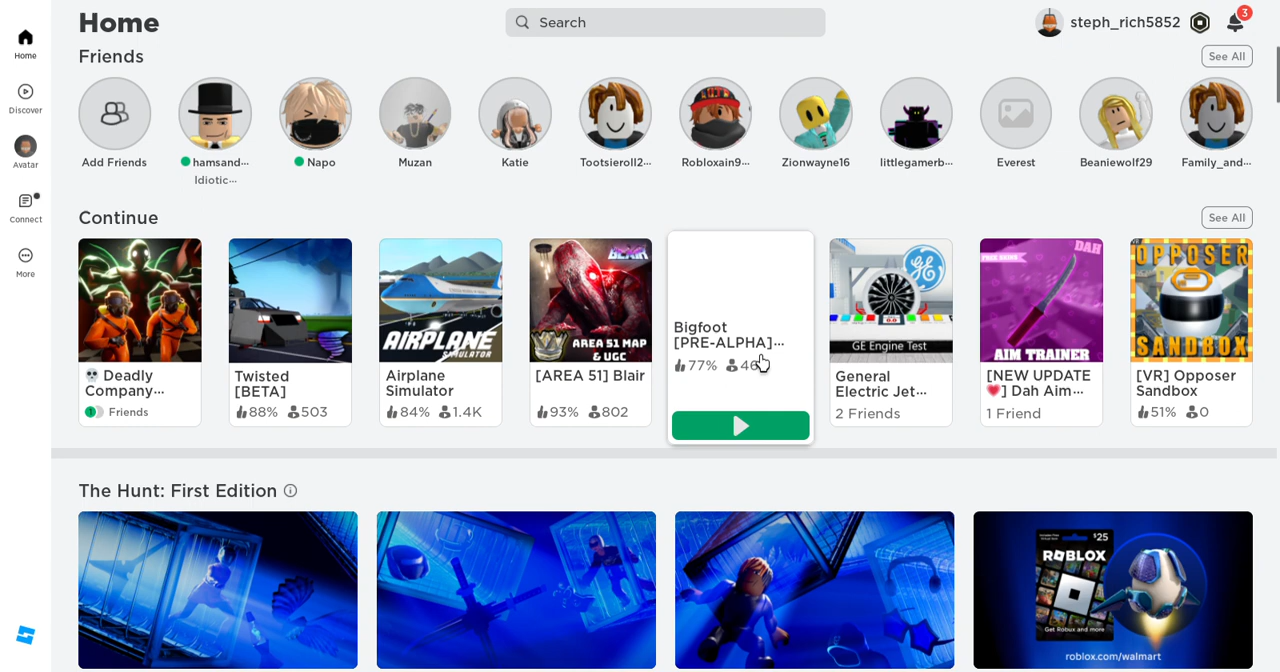 Home
Search
steph_rich5852
3
Home
Discover
Avatar
Connect
More
Friends
See All
Add Friends
hamsand...
Idiotic...
Napo
Muzan
Katie
Tootsieroll2...
Robloxain9...
Zionwayne16
littlegamerb...
Everest
Beaniewolf29
Family_and...
Continue
See All
💀 Deadly
Company...
1 Friends
Twisted
[BETA]
88% 503
AIRPLANE
SIMULATOR
Airplane
Simulator
84% 1.4K
BLAIR
AREA 51 MAP
& UGC
[AREA 51] Blair
93% 802
Bigfoot
[PRE-ALPHA]...
77%
GE Engine Test
General
Electric Jet...
2 Friends
DAH
AIM TRAINER
[NEW UPDATE
💗] Dah Aim...
1 Friend
OPPOSER
SANDBOX
[VR] Opposer
Sandbox
51% 0
The Hunt: First Edition
$25
ROBLOX
Get Robux and more
roblox.com/walmart